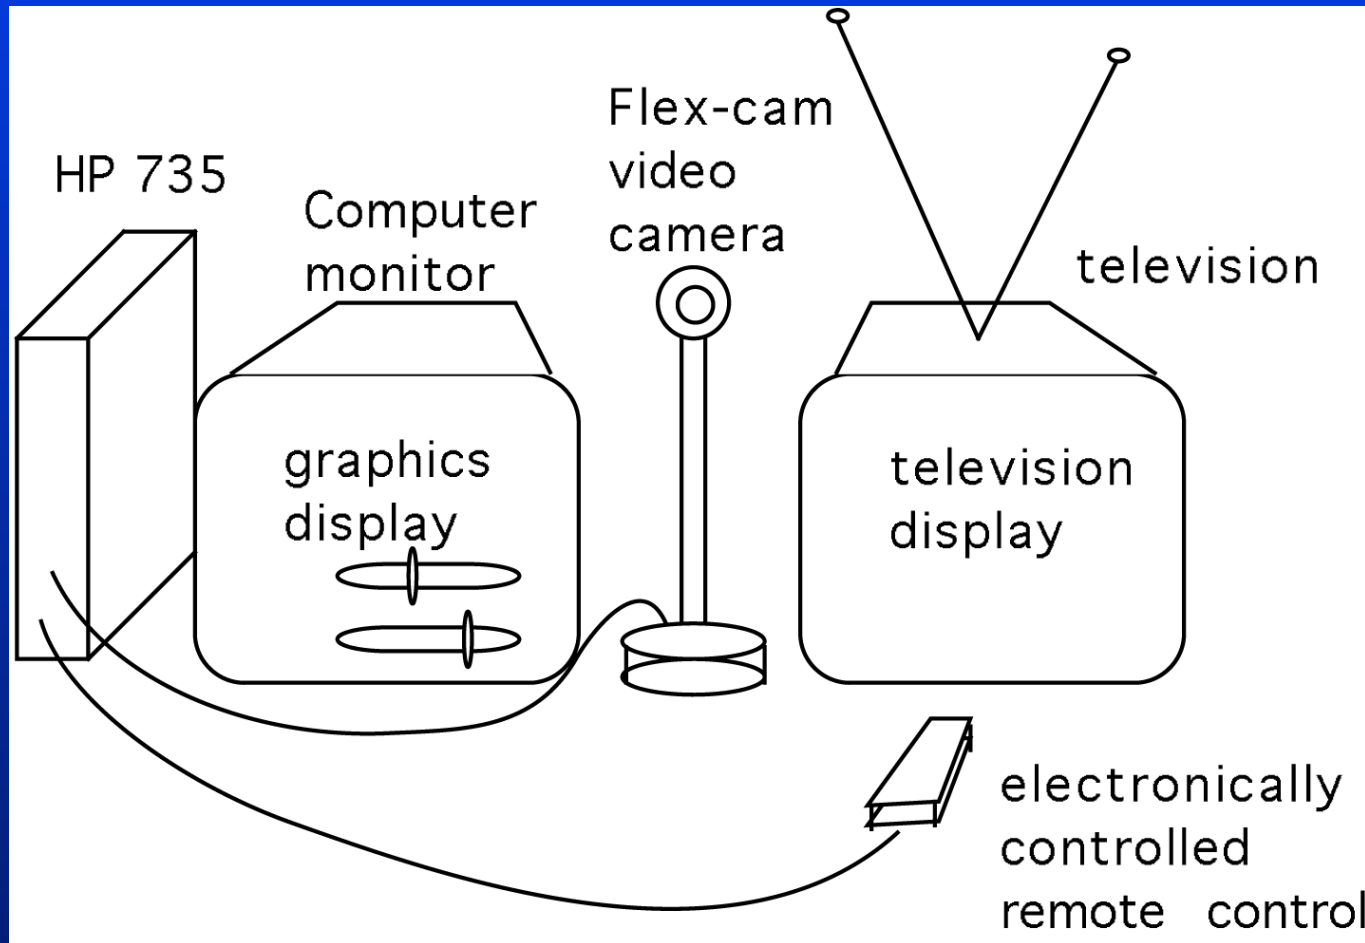 HP 735
Computer
monitor
Flex-cam
video
camera
television
graphics
display
television
display
electronically
controlled
remote control